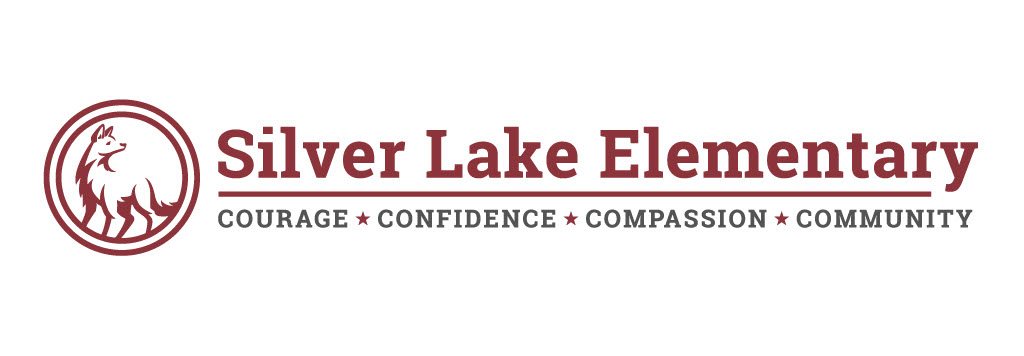 Silver Lake Elementary
COURAGE ★ CONFIDENCE ★ COMPASSION ★ COMMUNITY